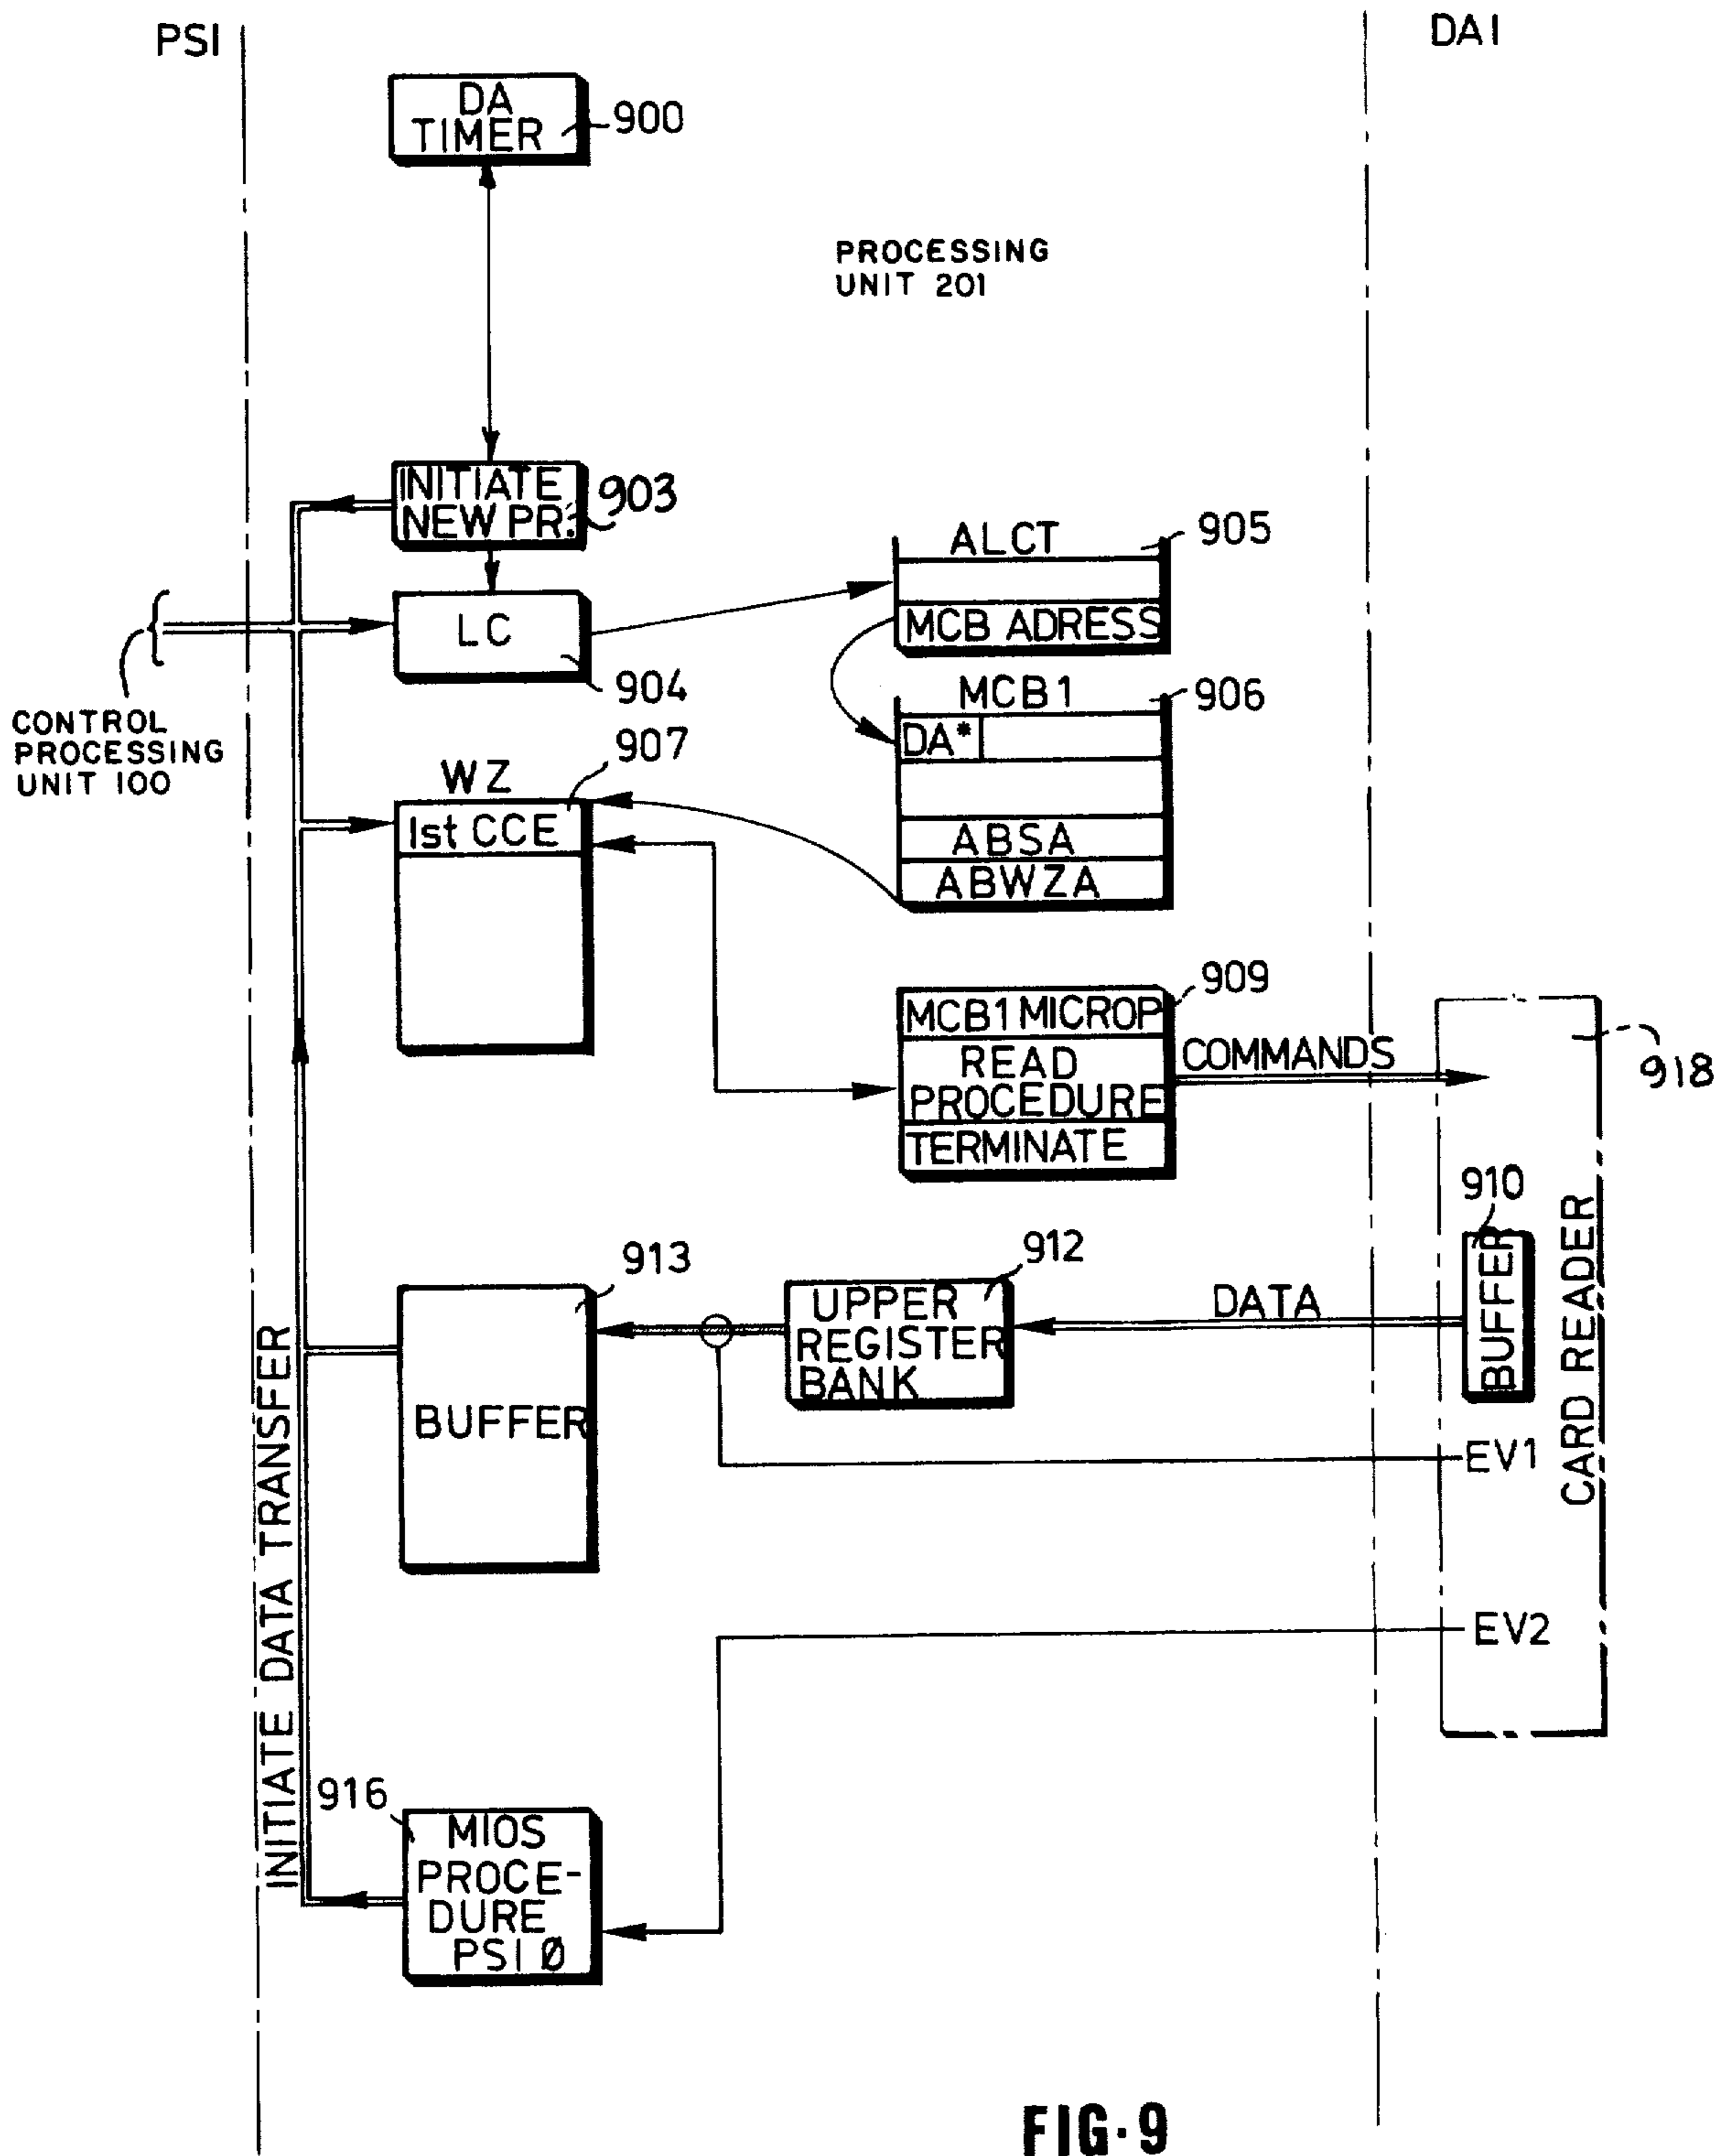 PSI
DAI
DA
TIMER
900
PROCESSING
UNIT 201
INITIATE
NEW PR.
903
ALCT
905
MCB ADRESS
LC
904
CONTROL
PROCESSING
UNIT 100
MCB1
906
DA*
ABSA
ABWZA
907
WZ
1st CCE
909
MCB1 MICROP
READ
PROCEDURE
TERMINATE
COMMANDS
918
910
BUFFER
CARD READER
913
BUFFER
912
UPPER
REGISTER
BANK
DATA
EV1
EV2
INITIATE DATA TRANSFER
916
MIOS
PROCE-
DURE
PSI Ø
FIG·9